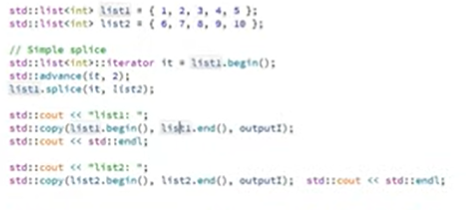 std::list<int> list1 = { 1, 2, 3, 4, 5 };
std::list<int> list2 = { 6, 7, 8, 9, 10 };
// Simple splice
std::list<int>::iterator it = list1.begin();
std::advance(it, 2);
list1.splice(it, list2);
std::cout << "list1: ";
std::copy(list1.begin(), list1.end(), outputI);
std::cout << std::endl;
std::cout << "list2: ";
std::copy(list2.begin(), list2.end(), outputI);  std::cout << std::endl;